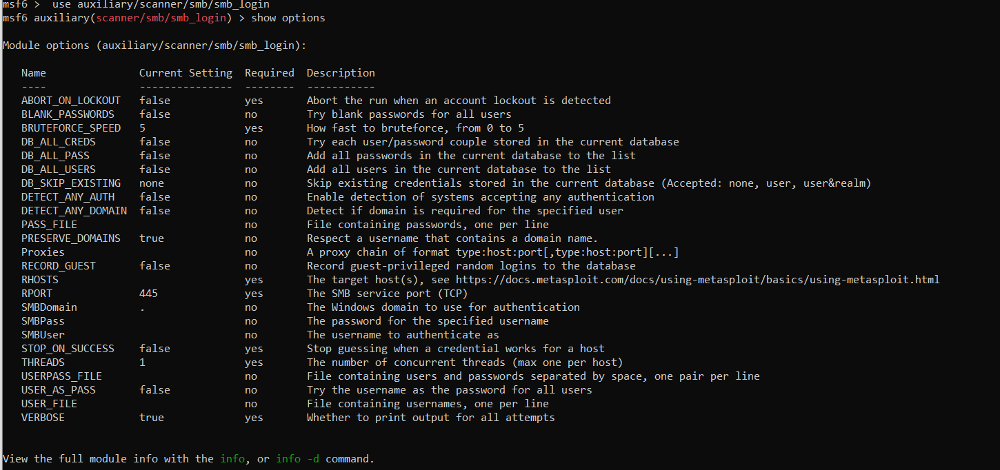 msf6 >  use auxiliary/scanner/smb/smb_login
msf6 auxiliary(scanner/smb/smb_login) > show options
Module options (auxiliary/scanner/smb/smb_login):
Name Current Setting Required Description
---- --------------- -------- -----------
ABORT_ON_LOCKOUT false yes Abort the run when an account lockout is detected
BLANK_PASSWORDS false no Try blank passwords for all users
BRUTEFORCE_SPEED 5 yes How fast to bruteforce, from 0 to 5
DB_ALL_CREDS false no Try each user/password couple stored in the current database
DB_ALL_PASS false no Add all passwords in the current database to the list
DB_ALL_USERS false no Add all users in the current database to the list
DB_SKIP_EXISTING none no Skip existing credentials stored in the current database (Accepted: none, user, user&realm)
DETECT_ANY_AUTH false no Enable detection of systems accepting any authentication
DETECT_ANY_DOMAIN false no Detect if domain is required for the specified user
PASS_FILE no File containing passwords, one per line
PRESERVE_DOMAINS true no Respect a username that contains a domain name.
Proxies no A proxy chain of format type:host:port[,type:host:port][...]
RECORD_GUEST false no Record guest-privileged random logins to the database
RHOSTS yes The target host(s), see https://docs.metasploit.com/docs/using-metasploit/basics/using-metasploit.html
RPORT 445 yes The SMB service port (TCP)
SMBDomain . no The Windows domain to use for authentication
SMBPass no The password for the specified username
SMBUser no The username to authenticate as
STOP_ON_SUCCESS false yes Stop guessing when a credential works for a host
THREADS 1 yes The number of concurrent threads (max one per host)
USERPASS_FILE no File containing users and passwords separated by space, one pair per line
USER_AS_PASS false no Try the username as the password for all users
USER_FILE no File containing usernames, one per line
VERBOSE true yes Whether to print output for all attempts
View the full module info with the info, or info -d command.